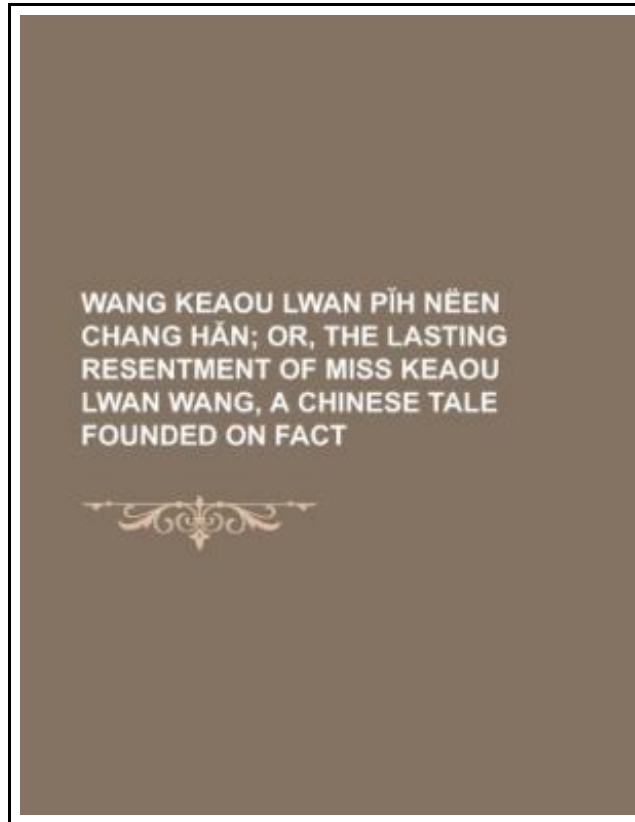 WANG KEAOU LWAN PĬH NËEN
CHANG HĂN; OR, THE LASTING
RESENTMENT OF MISS KEAOU
LWAN WANG, A CHINESE TALE
FOUNDED ON FACT